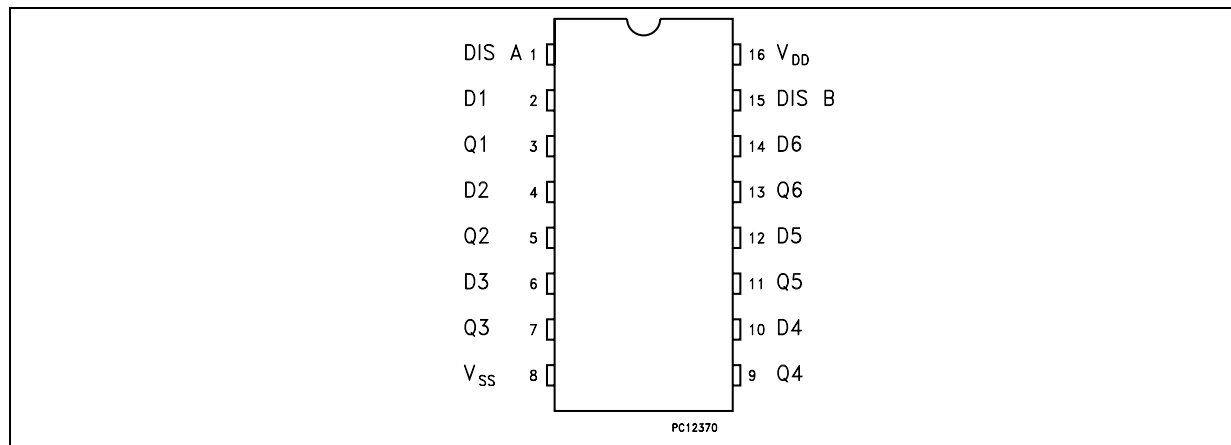 DIS A 1 16 VDD
D1 2 15 DIS B
Q1 3 14 D6
D2 4 13 Q6
Q2 5 12 D5
D3 6 11 Q5
Q3 7 10 D4
VSS 8 9 Q4
PC12370